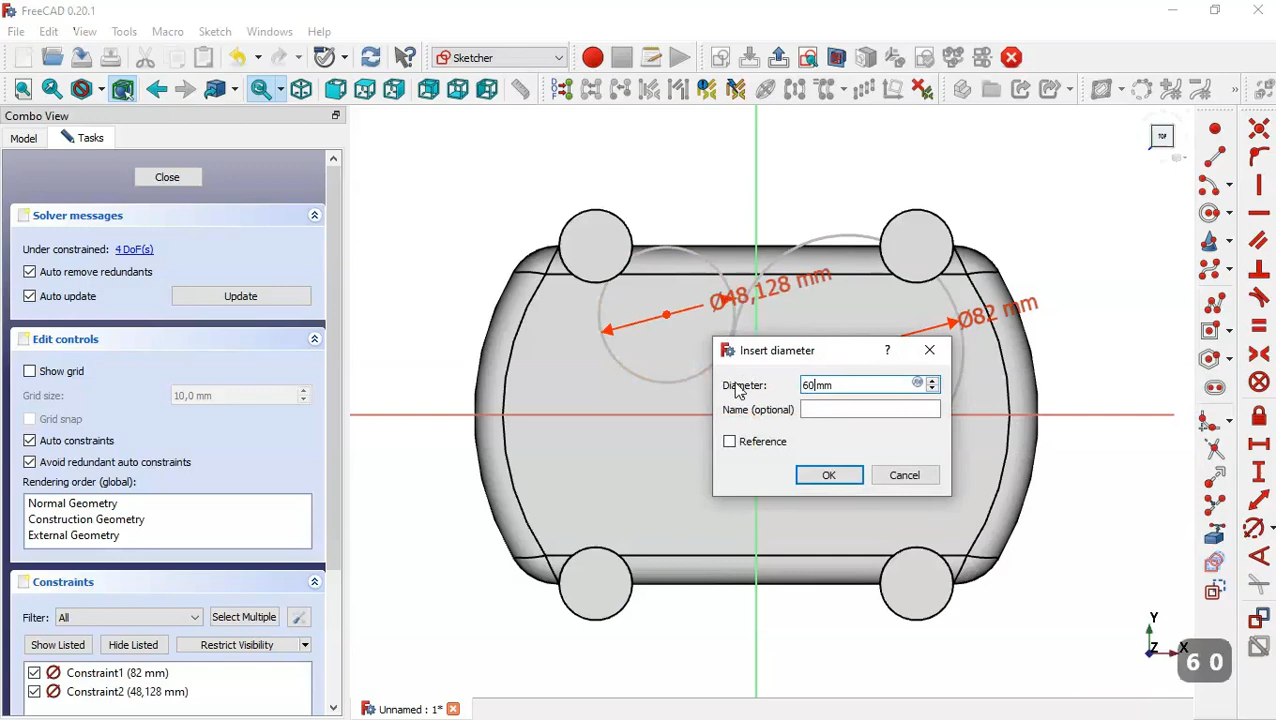 FreeCAD 0.20.1
File Edit View Tools Macro Sketch Windows Help
Sketcher
Combo View
Model Tasks
Close
Solver messages
Under constrained: 4 DoF(s)
Auto remove redundants
Auto update Update
Edit controls
Show grid
Grid size: 10,0 mm
Grid snap
Auto constraints
Avoid redundant auto constraints
Rendering order (global):
Normal Geometry
Construction Geometry
External Geometry
Constraints
Filter: All Select Multiple
Show Listed Hide Listed Restrict Visibility
Constraint1 (82 mm)
Constraint2 (48,128 mm)
TOP
Ø48,128 mm
Ø82 mm
Insert diameter ?
Diameter: 60 mm
Name (optional)
Reference
OK Cancel
Y
Z X
6 0
Unnamed : 1*